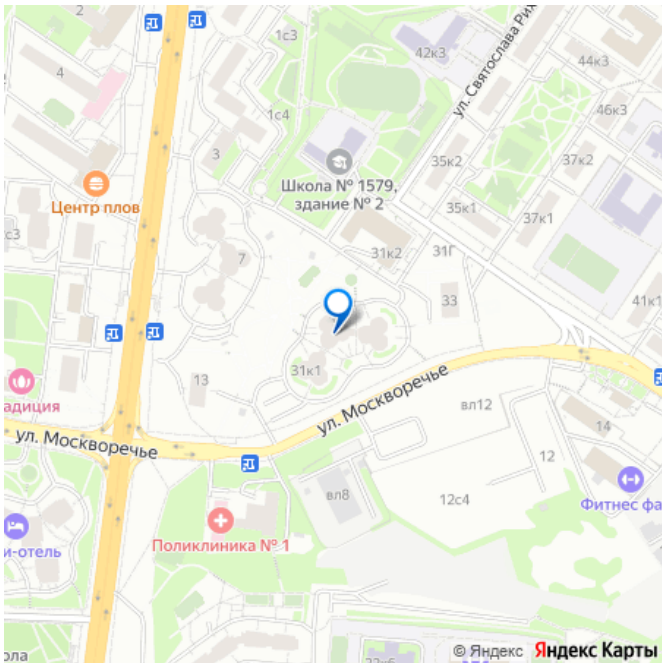 2
1с3
42к3
ул. Святослава Рих
44к3
4
46к3
1с4
3
35к2
37к2
Школа № 1579,
здание № 2
Центр плов
35к1
37к1
с3
7
31к2
31Г
33
41к1
31к1
13
адиция
ул. Москворечье
ул. Москворечье
вл12
14
12
вл8
12с4
Фитнес фа
Поликлиника № 1
и-отель
ола
© Яндекс Яндекс Карты